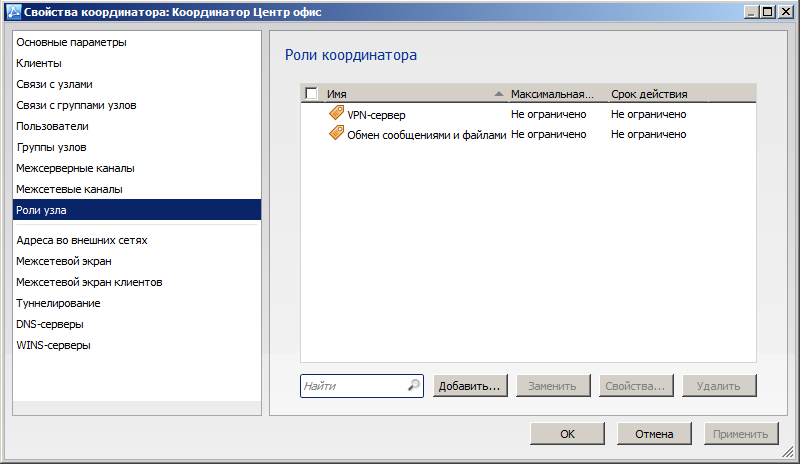 Свойства координатора: Координатор Центр офис
Основные параметры
Клиенты
Связи с узлами
Связи с группами узлов
Пользователи
Группы узлов
Межсерверные каналы
Межсетевые каналы
Роли узла
Адреса во внешних сетях
Межсетевой экран
Межсетевой экран клиентов
Туннелирование
DNS-серверы
WINS-серверы
Роли координатора
Имя Максимальная... Срок действия
VPN-сервер Не ограничено Не ограничено
Обмен сообщениями и файлами Не ограничено Не ограничено
Найти Добавить... Заменить Свойства... Удалить
ОК Отмена Применить